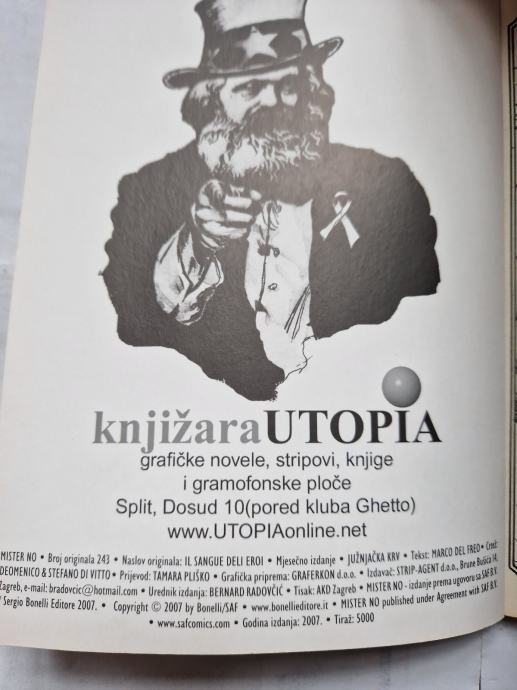 knjižaraUTOPIA
grafičke novele, stripovi, knjige
i gramofonske ploče
Split, Dosud 10(pored kluba Ghetto)
www.UTOPIAonline.net
MISTER NO • Broj originala 243 • Naslov originala: IL SANGUE DELI EROI • Mjesečno izdanje • JUŽNJAČKA KRV • Tekst: MARCO DEL FREO • Crtež:
DEOMENICO & STEFANO DI VITTO • Prijevod: TAMARA PLIŠKO • Grafička priprema: GRAFERKON d.o.o. • Izdavač: STRIP-AGENT d.o.o., Brune Bušića 14,
Zagreb, e-mail: bradovcic@hotmail.com • Urednik izdanja: BERNARD RADOVČIĆ • Tisak: AKD Zagreb • MISTER NO - izdanje prema ugovoru sa SAF B.V.
/ Sergio Bonelli Editore 2007. • Copyright © 2007 by Bonelli/SAF • www.bonellieditore.it • MISTER NO published under Agreement with SAF B.V.
• www.safcomics.com • Godina izdanja: 2007. • Tiraž: 5000